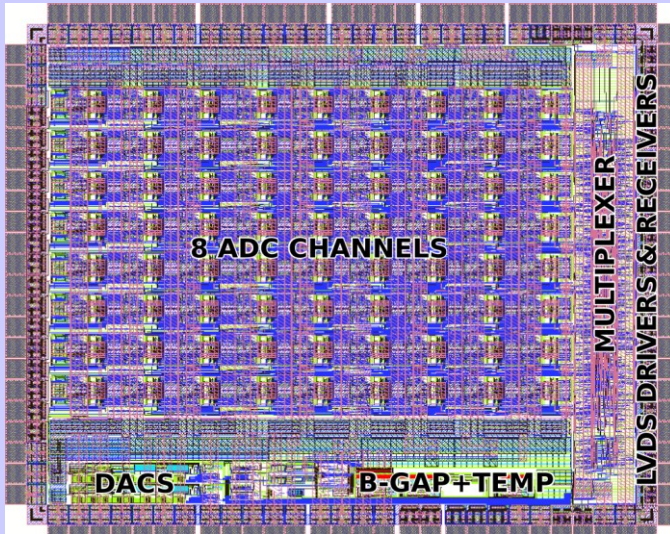 8 ADC CHANNELS
MULTIPLEXER
LVDS DRIVERS & RECEIVERS
DACS
B-GAP+TEMP